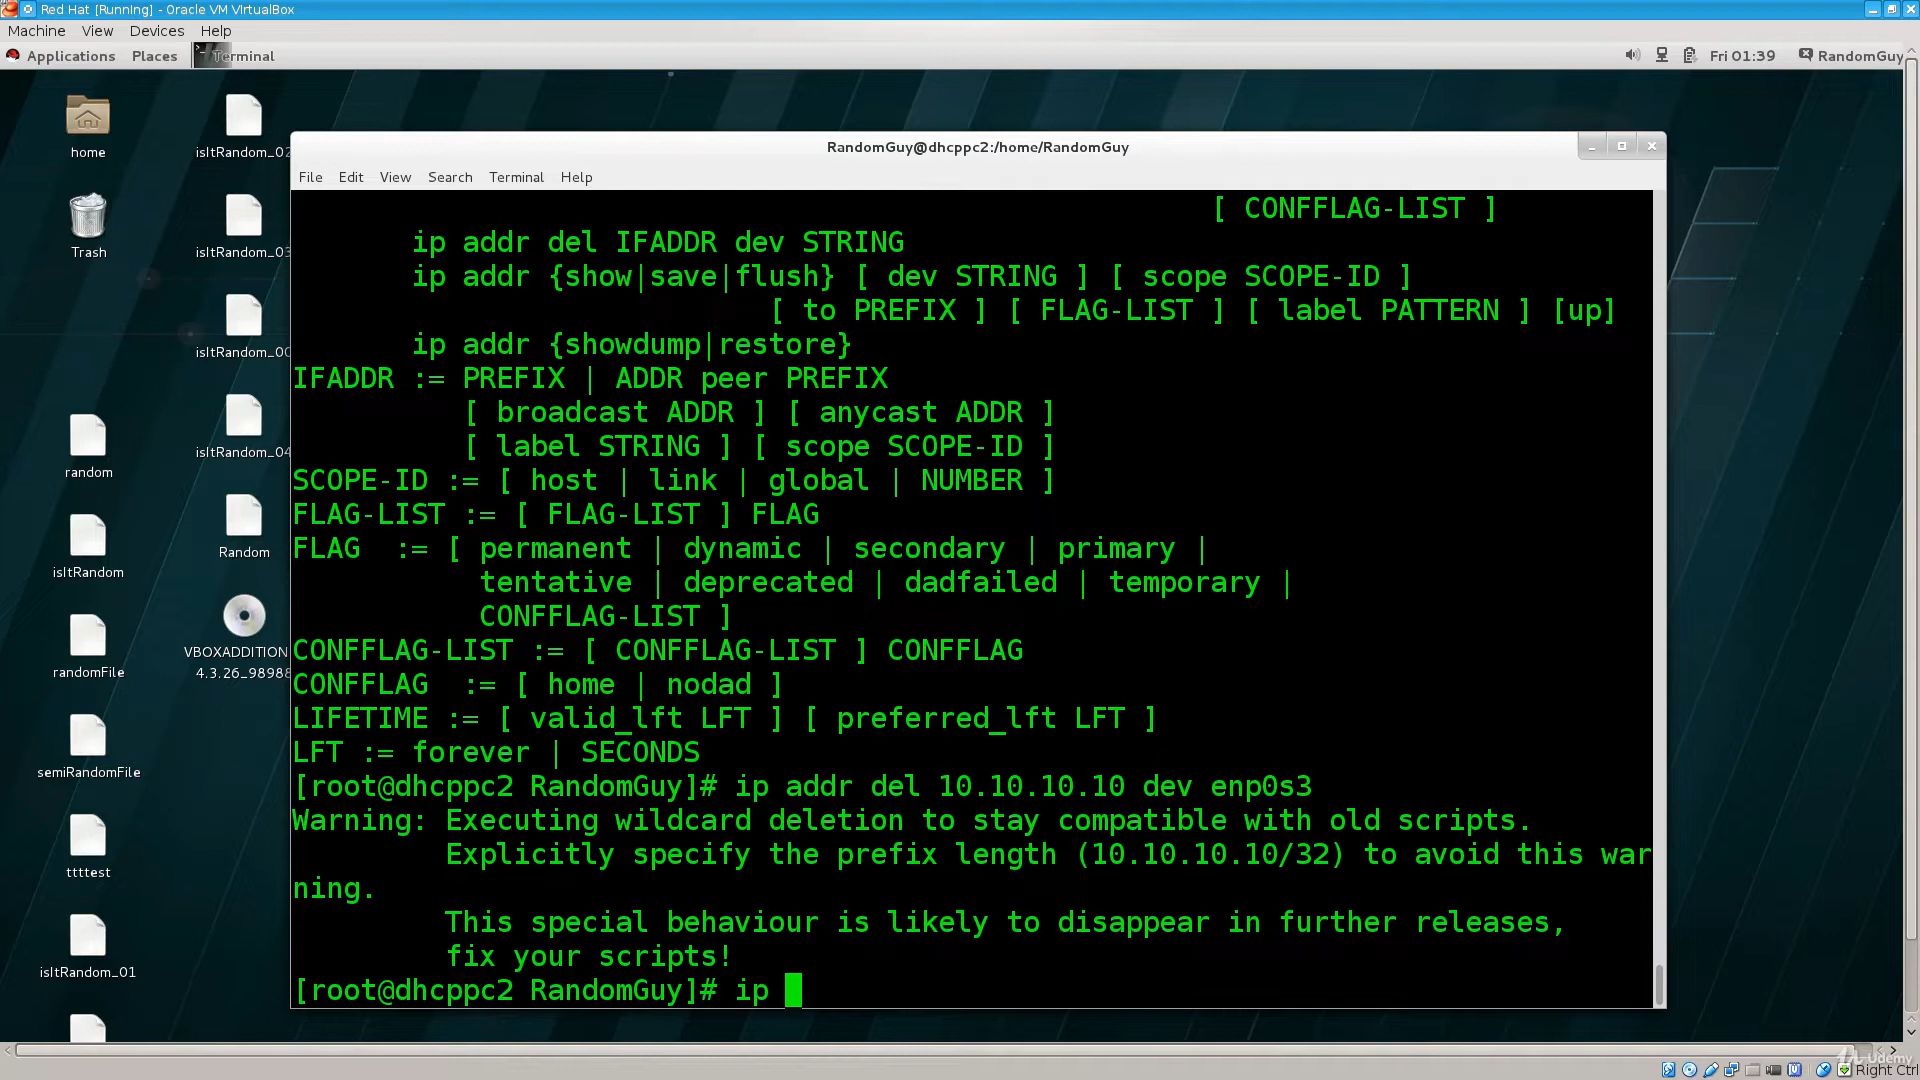 Red Hat [Running] - Oracle VM VirtualBox
Machine View Devices Help
Applications Places Terminal Fri 01:39 RandomGuy
home
Trash
random
isItRandom
randomFile
semiRandomFile
ttttest
isItRandom_01
isItRandom_02
isItRandom_03
isItRandom_00
isItRandom_04
Random
VBOXADDITION
4.3.26_9898
RandomGuy@dhcppc2:/home/RandomGuy
File Edit View Search Terminal Help
[ CONFFLAG-LIST ]
ip addr del IFADDR dev STRING
ip addr {show|save|flush} [ dev STRING ] [ scope SCOPE-ID ]
[ to PREFIX ] [ FLAG-LIST ] [ label PATTERN ] [up]
ip addr {showdump|restore}
IFADDR := PREFIX | ADDR peer PREFIX
[ broadcast ADDR ] [ anycast ADDR ]
[ label STRING ] [ scope SCOPE-ID ]
SCOPE-ID := [ host | link | global | NUMBER ]
FLAG-LIST := [ FLAG-LIST ] FLAG
FLAG := [ permanent | dynamic | secondary | primary |
tentative | deprecated | dadfailed | temporary |
CONFFLAG-LIST ]
CONFFLAG-LIST := [ CONFFLAG-LIST ] CONFFLAG
CONFFLAG := [ home | nodad ]
LIFETIME := [ valid_lft LFT ] [ preferred_lft LFT ]
LFT := forever | SECONDS
[root@dhcppc2 RandomGuy]# ip addr del 10.10.10.10 dev enp0s3
Warning: Executing wildcard deletion to stay compatible with old scripts.
Explicitly specify the prefix length (10.10.10.10/32) to avoid this war
ning.
This special behaviour is likely to disappear in further releases,
fix your scripts!
[root@dhcppc2 RandomGuy]# ip
Udemy
Right Ctrl